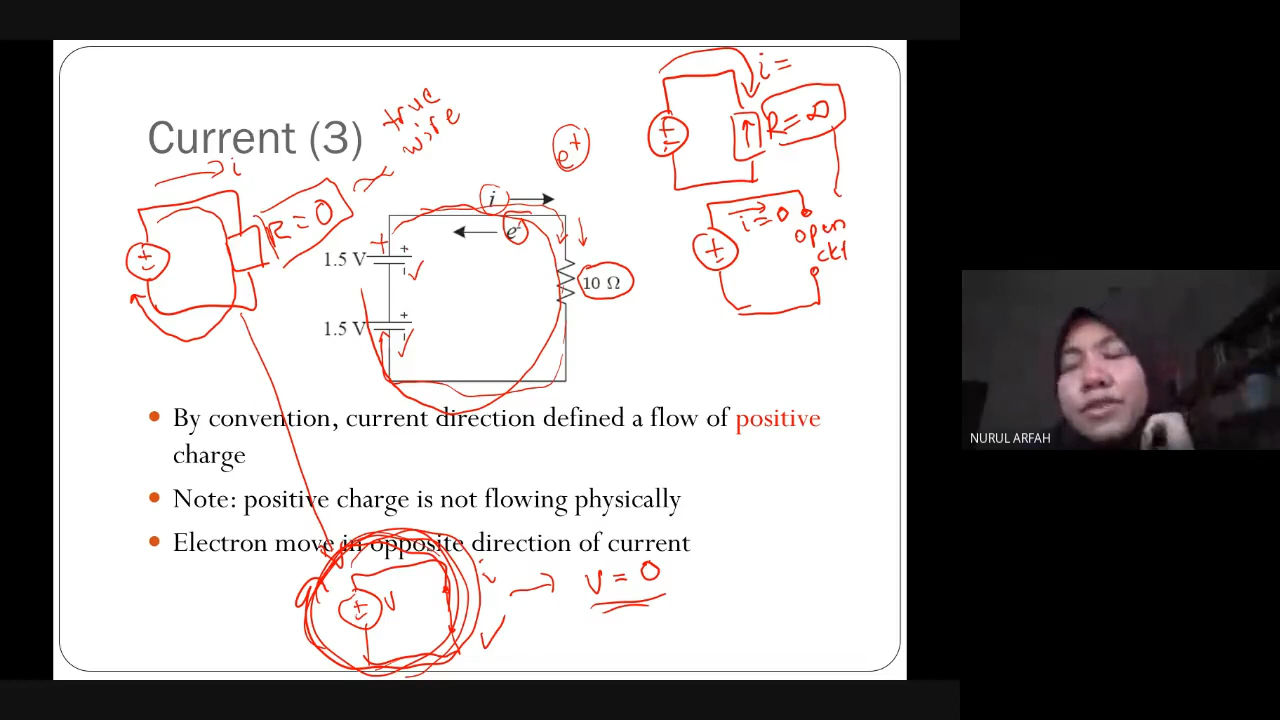 Current (3)
true
wire
i
R = 0
e+
i =
R = ∞
i = 0
open
ckt
i
e-
+
1.5 V
+
-
10 Ω
1.5 V
+
-
• By convention, current direction defined a flow of positive
charge
• Note: positive charge is not flowing physically
• Electron move in opposite direction of current
V
i
V = 0
NURUL ARFAH